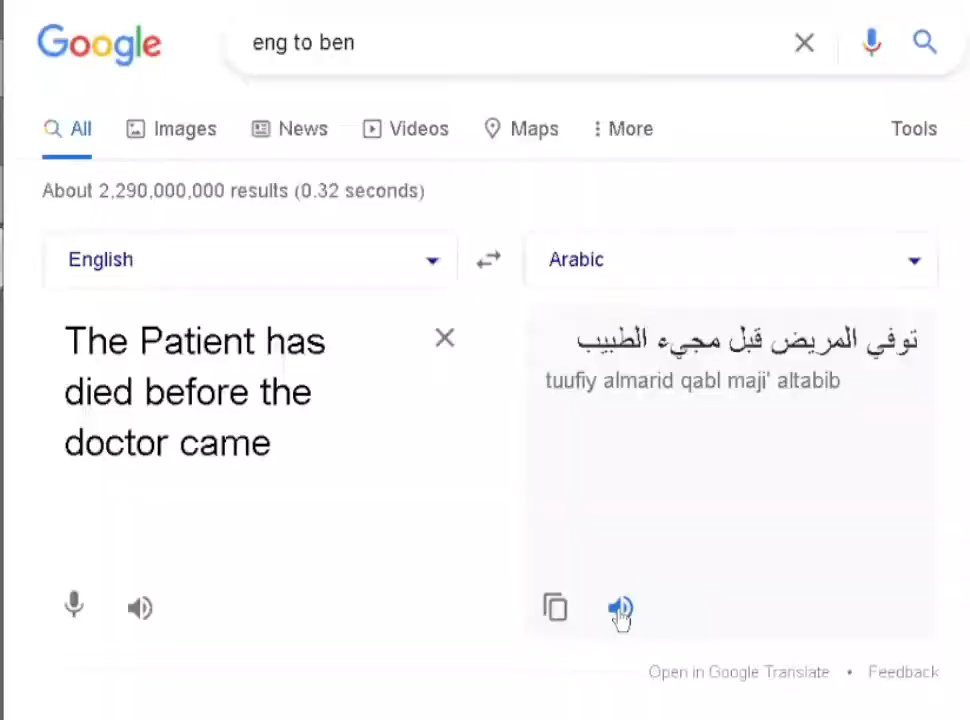 Google
eng to ben
All Images News Videos Maps More Tools
About 2,290,000,000 results (0.32 seconds)
English Arabic
The Patient has
died before the
doctor came
توفي المريض قبل مجيء الطبيب
tuufiy almarid qabl maji' altabib
Open in Google Translate • Feedback